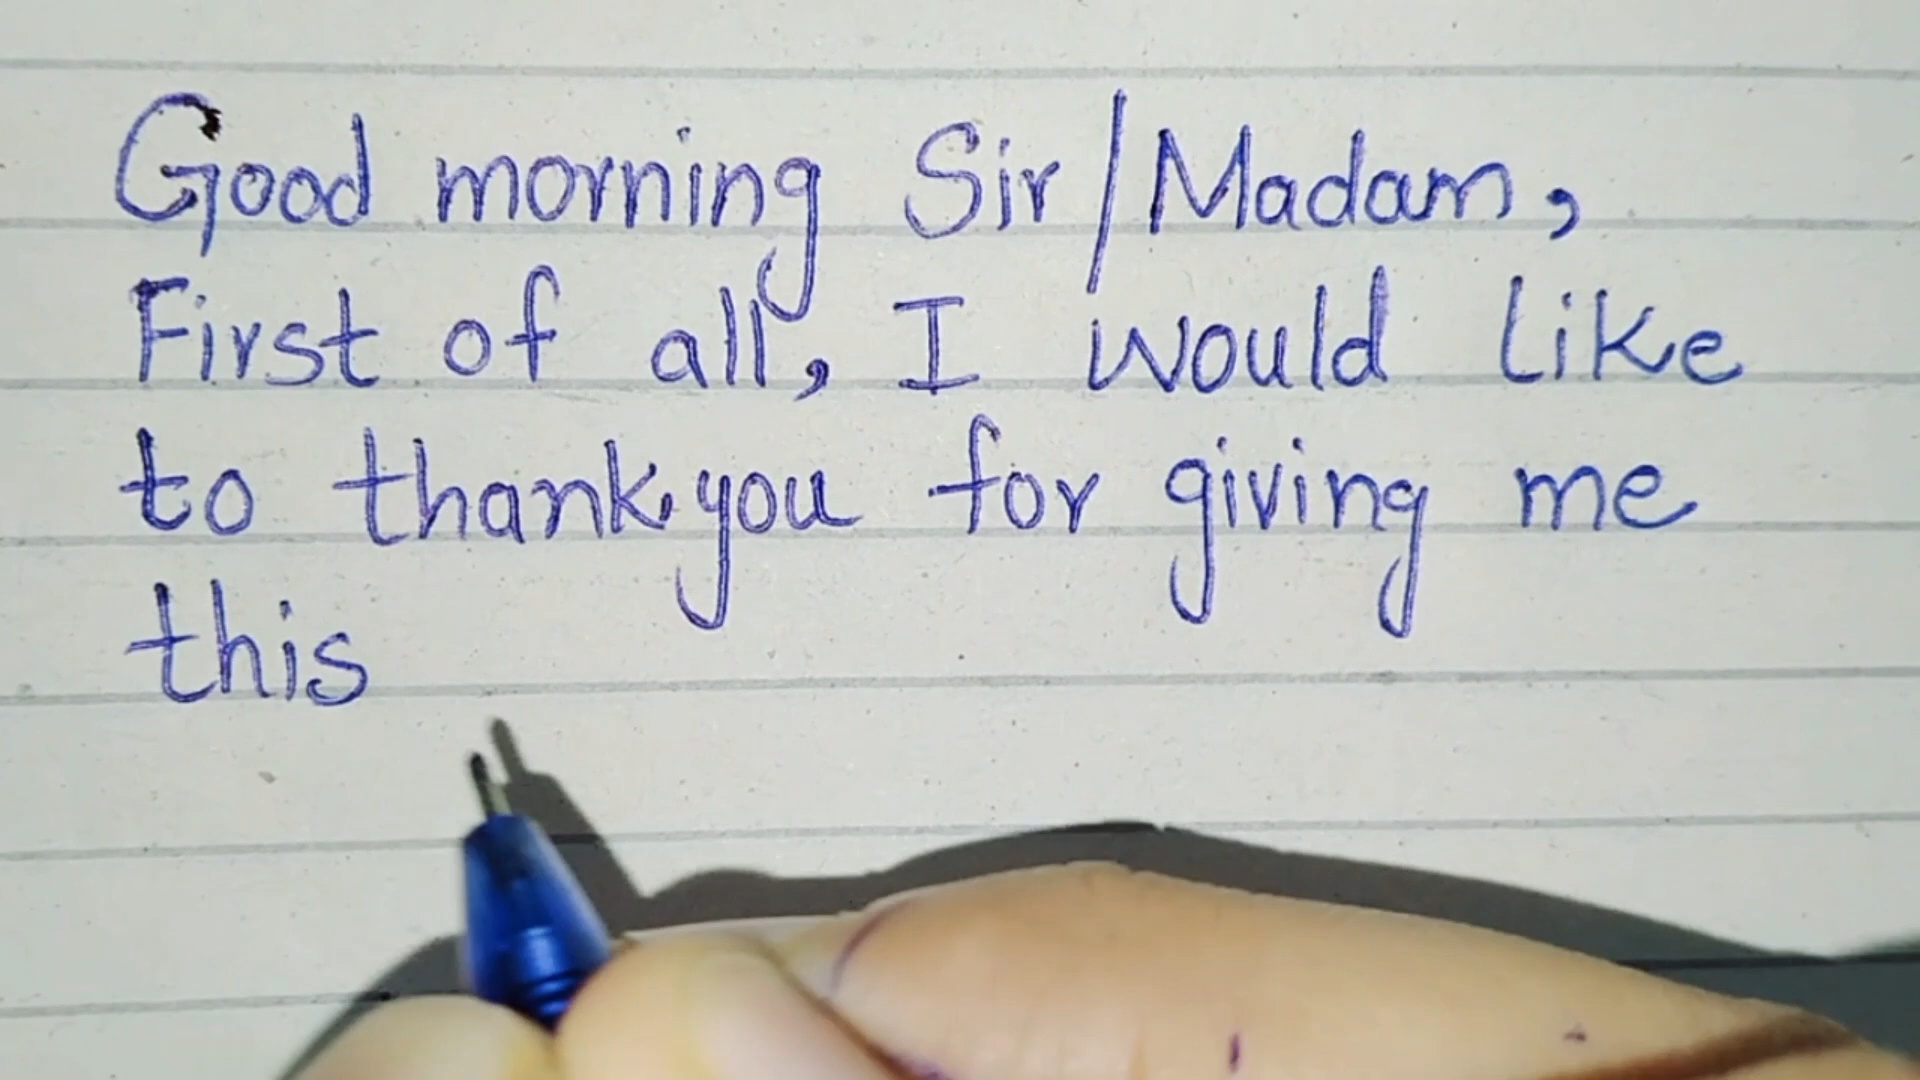 Good morning Sir/Madam,
First of all, I would like
to thank you for giving me
this